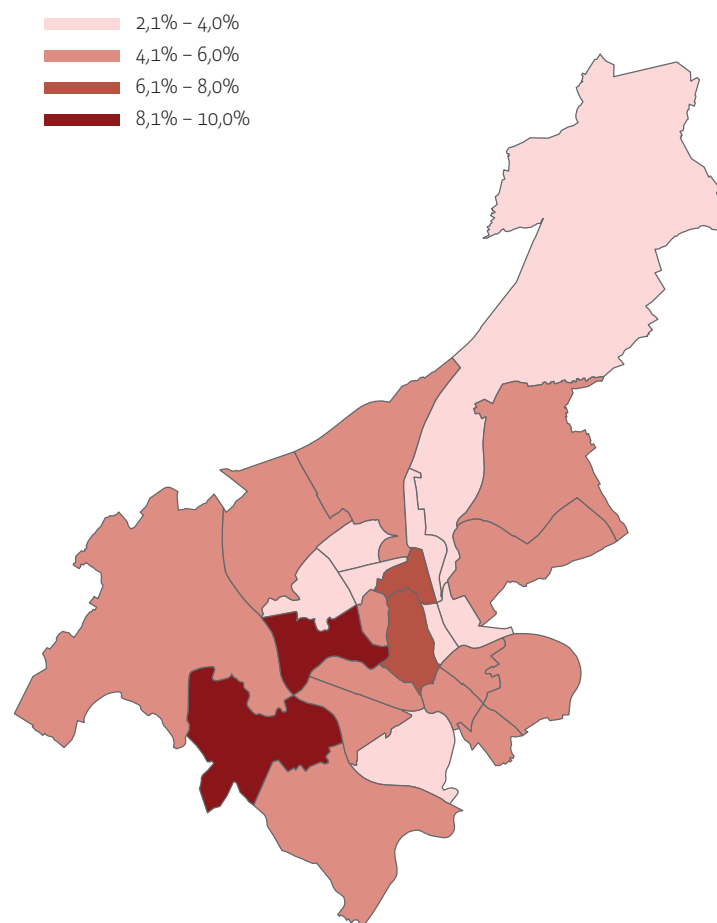 2,1% – 4,0%
4,1% – 6,0%
6,1% – 8,0%
8,1% – 10,0%